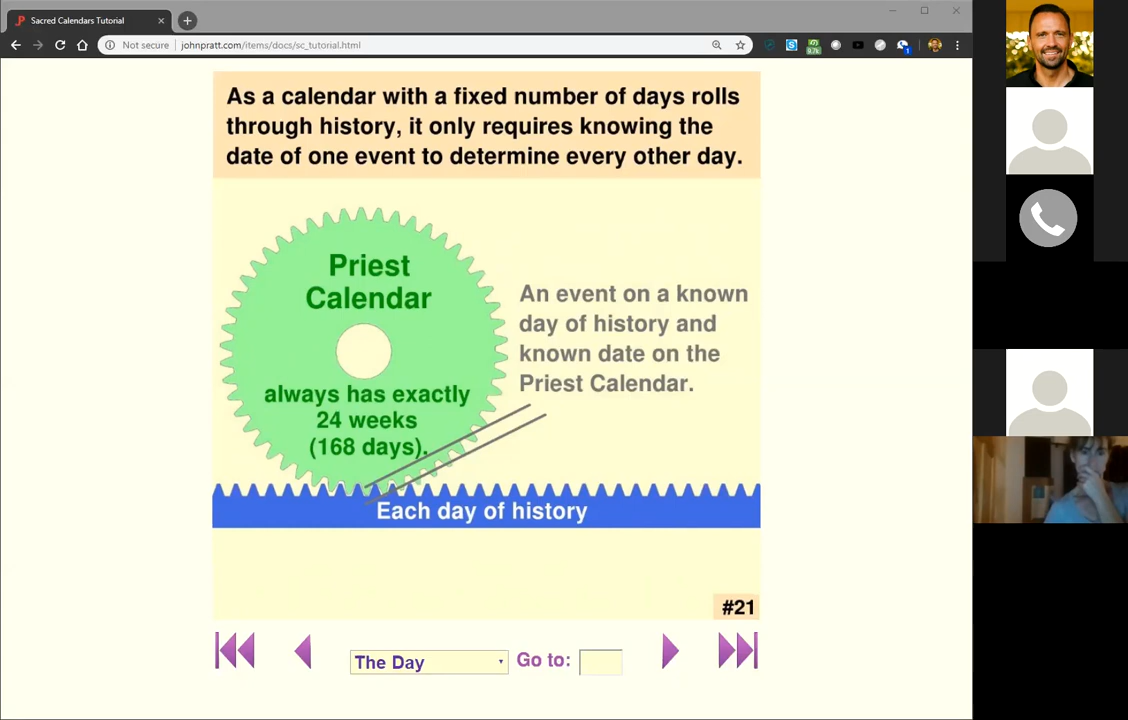 Sacred Calendars Tutorial
Not secure
johnpratt.com/items/docs/sc_tutorial.html
As a calendar with a fixed number of days rolls
through history, it only requires knowing the
date of one event to determine every other day.
Priest
Calendar
always has exactly
24 weeks
(168 days).
An event on a known
day of history and
known date on the
Priest Calendar.
Each day of history
#21
The Day
Go to: